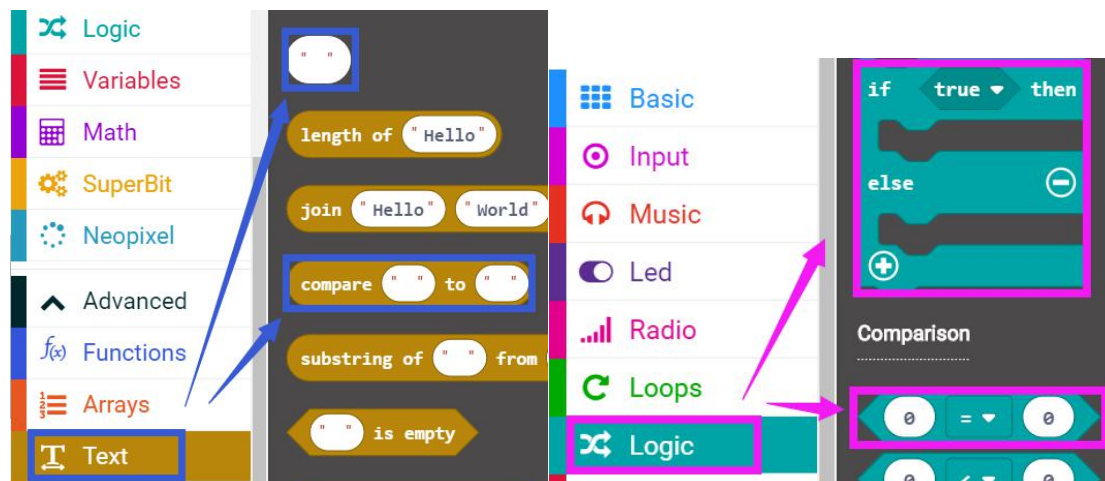 Logic
Variables
Math
SuperBit
Neopixel
Advanced
f(x) Functions
Arrays
Text
" "
length of "Hello"
join "Hello" "World"
compare " " to " "
substring of " " from
" " is empty
Basic
Input
Music
Led
Radio
Loops
Logic
if true then
else
Comparison
0 = 0
0 < 0